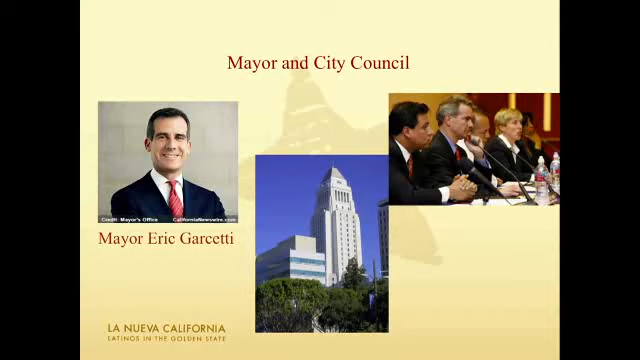 Mayor and City Council
Credit: Mayor's Office CaliforniaNewswire.com
Mayor Eric Garcetti
LA NUEVA CALIFORNIA
LATINOS IN THE GOLDEN STATE